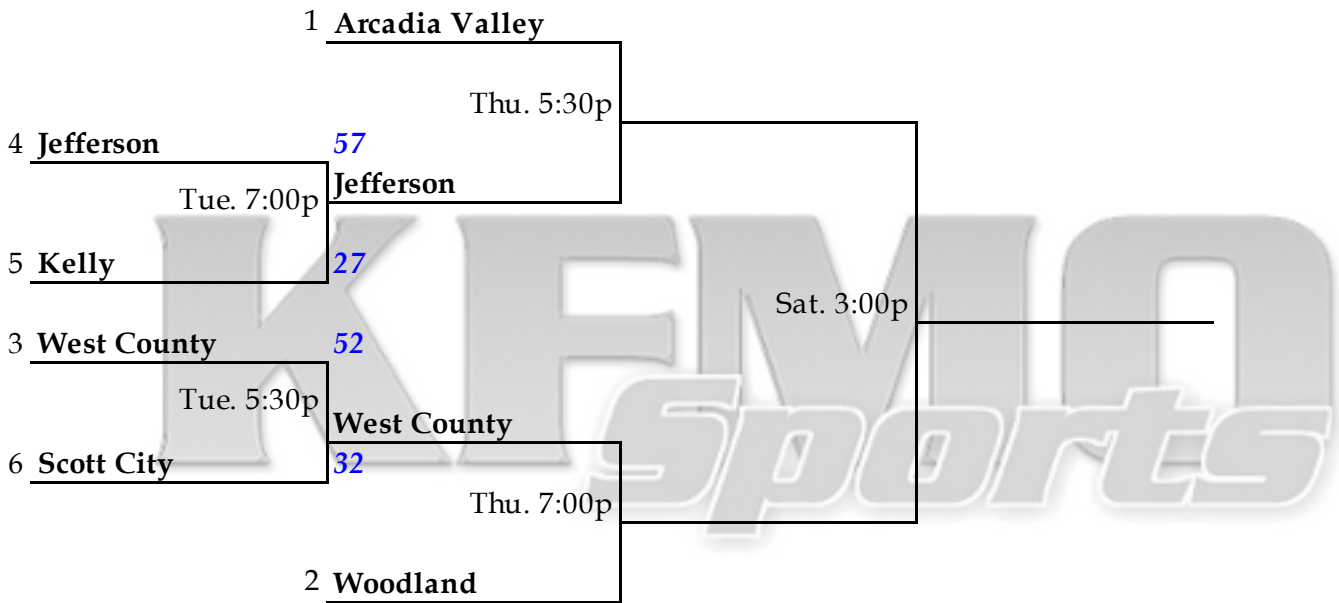 1 Arcadia Valley
Thu. 5:30p
4 Jefferson 57
Tue. 7:00p Jefferson
5 Kelly 27
Sat. 3:00p
3 West County 52
Tue. 5:30p
West County
6 Scott City 32
Thu. 7:00p
2 Woodland
KFMO
Sports